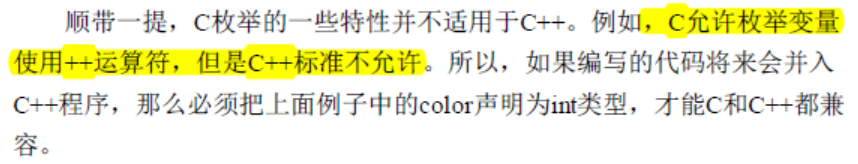 顺带一提，C枚举的一些特性并不适用于C++。例如，C允许枚举变量
使用++运算符，但是C++标准不允许。所以，如果编写的代码将来会并入
C++程序，那么必须把上面例子中的color声明为int类型，才能C和C++都兼
容。